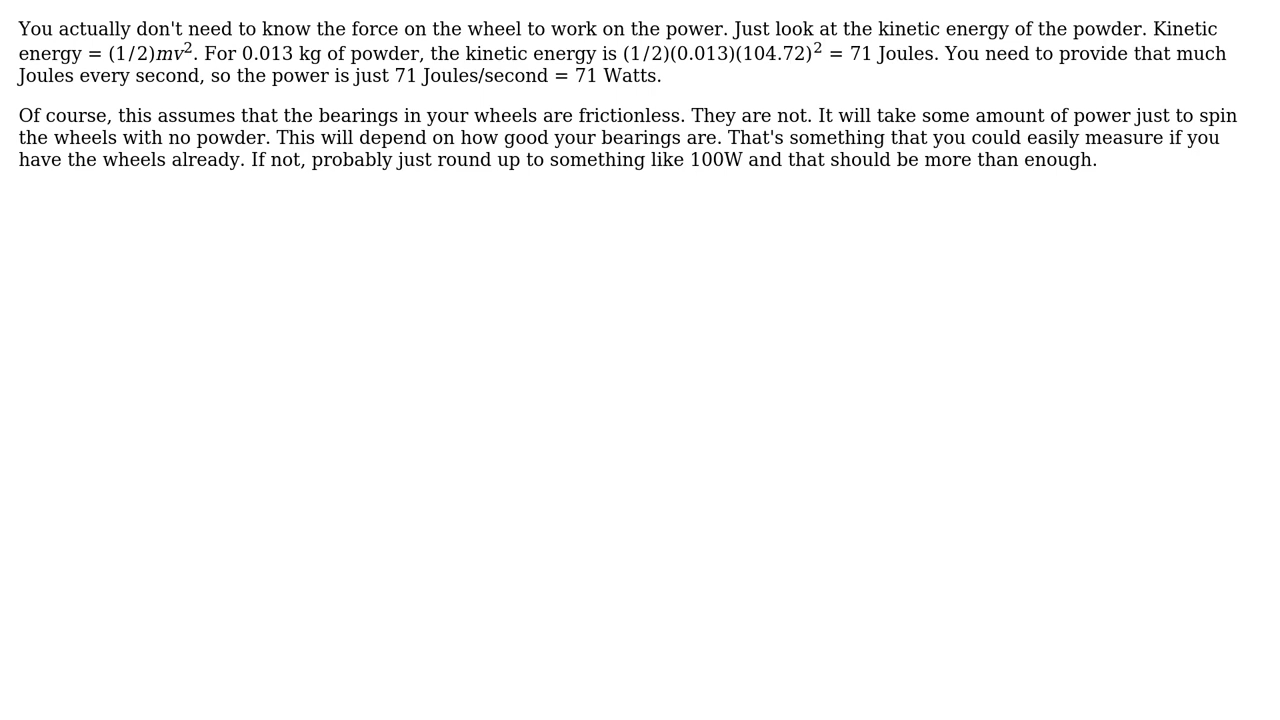 You actually don't need to know the force on the wheel to work on the power. Just look at the kinetic energy of the powder. Kinetic
energy = (1/2)mv². For 0.013 kg of powder, the kinetic energy is (1/2)(0.013)(104.72)² = 71 Joules. You need to provide that much
Joules every second, so the power is just 71 Joules/second = 71 Watts.
Of course, this assumes that the bearings in your wheels are frictionless. They are not. It will take some amount of power just to spin
the wheels with no powder. This will depend on how good your bearings are. That's something that you could easily measure if you
have the wheels already. If not, probably just round up to something like 100W and that should be more than enough.